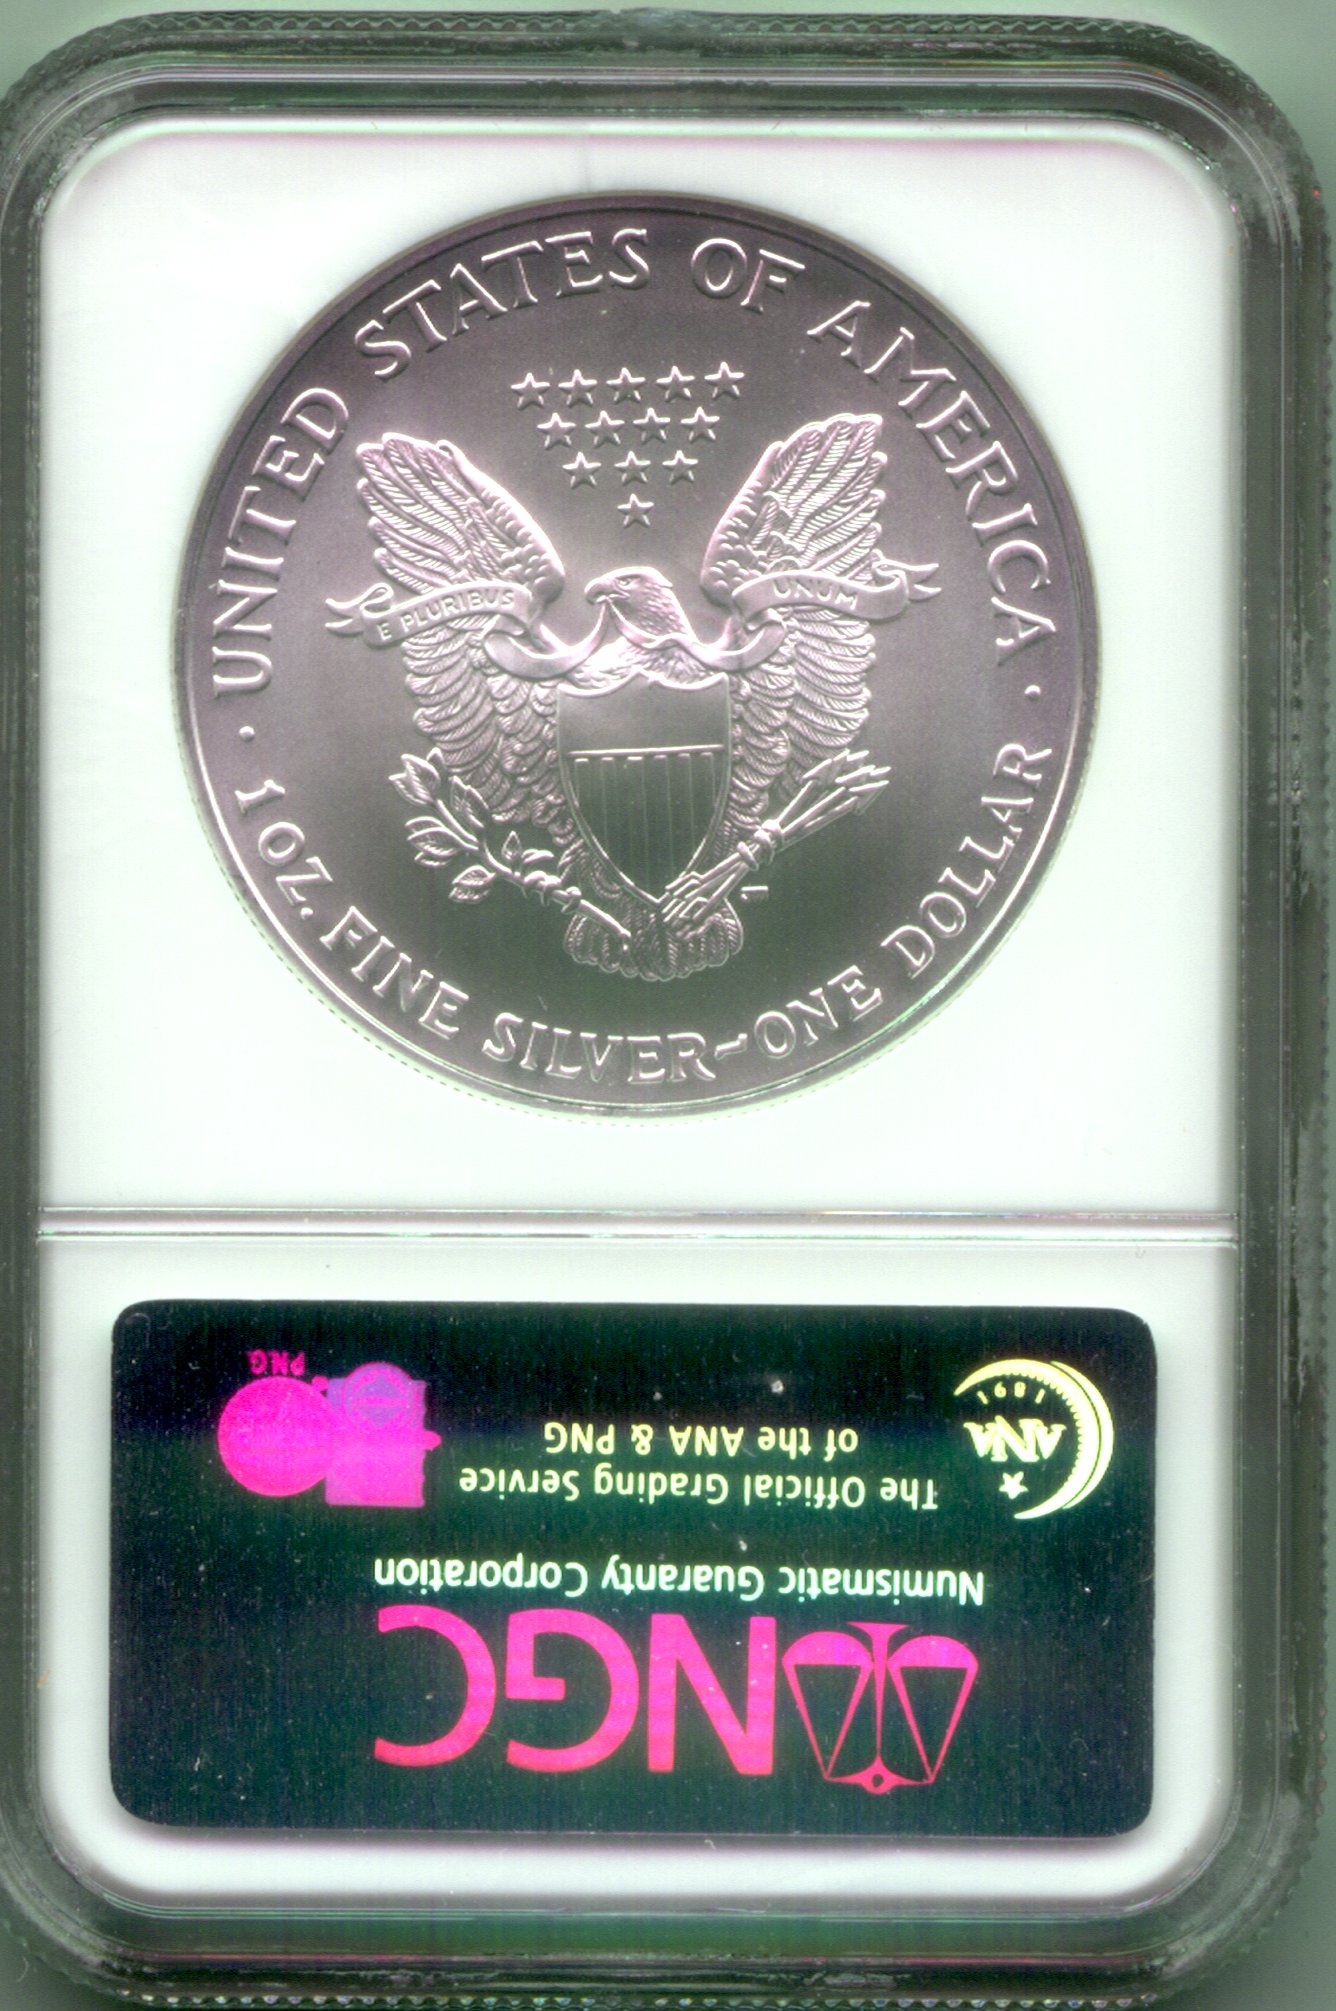 UNITED STATES OF AMERICA
E PLURIBUS
UNUM
· 1 OZ. FINE SILVER~ONE DOLLAR ·
NGC
Numismatic Guaranty Corporation
The Official Grading Service
of the ANA & PNG
ANA
1891
P.N.G.